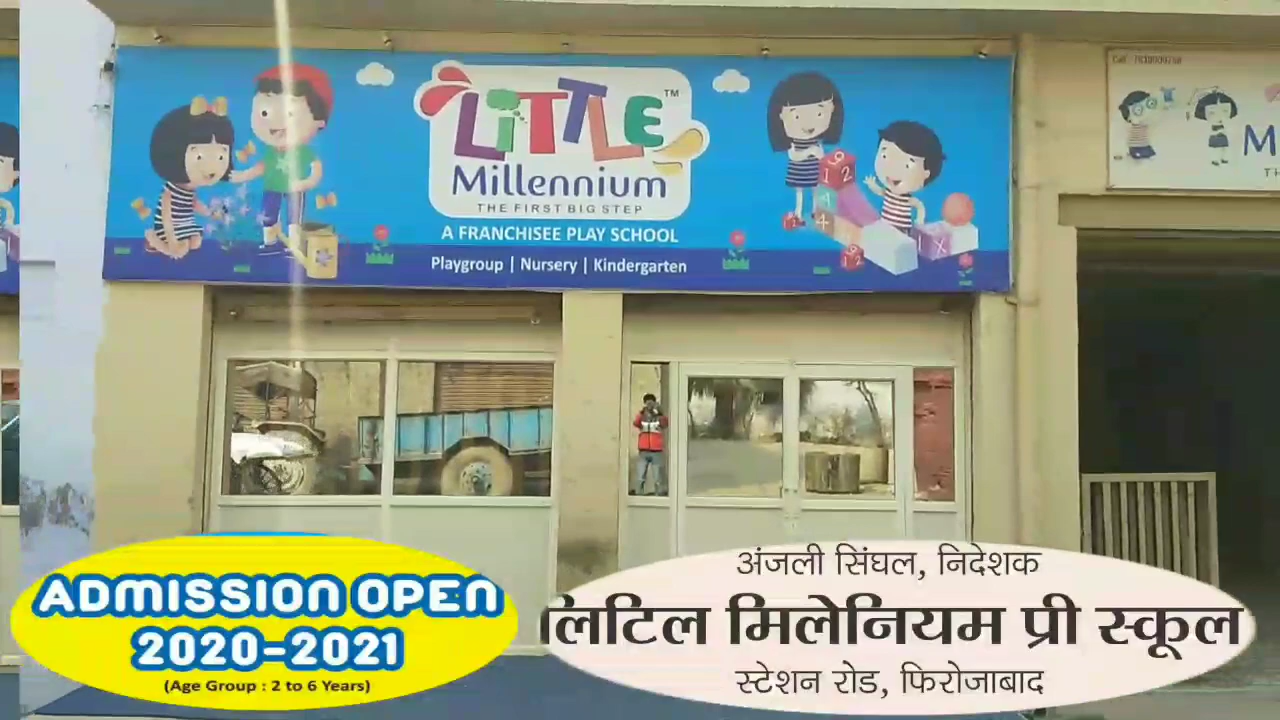 LiTTLE™
Millennium
THE FIRST BIG STEP
A FRANCHISEE PLAY SCHOOL
Playgroup | Nursery | Kindergarten
ADMISSION OPEN
2020-2021
(Age Group : 2 to 6 Years)
अंजली सिंघल, निदेशक
लिटिल मिलेनियम प्री स्कूल
स्टेशन रोड, फिरोजाबाद